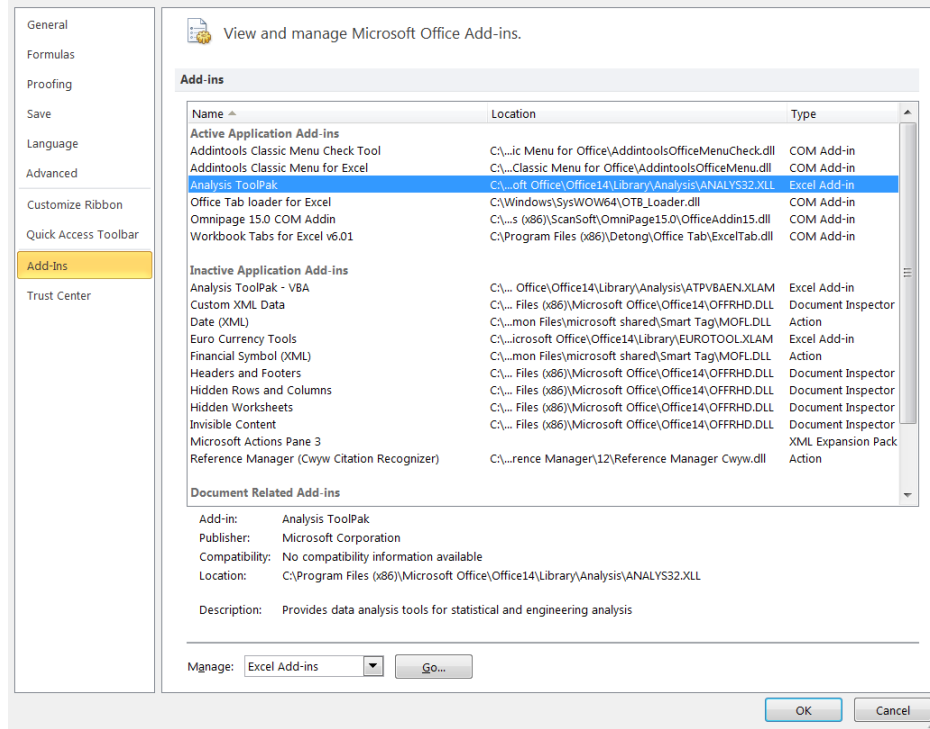 General
Formulas
Proofing
Save
Language
Advanced
Customize Ribbon
Quick Access Toolbar
Add-Ins
Trust Center
View and manage Microsoft Office Add-ins.
Add-ins
Name Location Type
Active Application Add-ins
Addintools Classic Menu Check Tool C:\...ic Menu for Office\AddintoolsOfficeMenuCheck.dll COM Add-in
Addintools Classic Menu for Excel C:\...Classic Menu for Office\AddintoolsOfficeMenu.dll COM Add-in
Analysis ToolPak C:\...oft Office\Office14\Library\Analysis\ANALYS32.XLL Excel Add-in
Office Tab loader for Excel C:\Windows\SysWOW64\OTB_Loader.dll COM Add-in
Omnipage 15.0 COM Addin C:\...s (x86)\ScanSoft\OmniPage15.0\OfficeAddin15.dll COM Add-in
Workbook Tabs for Excel v6.01 C:\Program Files (x86)\Detong\Office Tab\ExcelTab.dll COM Add-in
Inactive Application Add-ins
Analysis ToolPak - VBA C:\... Office\Office14\Library\Analysis\ATPVBAEN.XLAM Excel Add-in
Custom XML Data C:\... Files (x86)\Microsoft Office\Office14\OFFRHD.DLL Document Inspector
Date (XML) C:\...mon Files\microsoft shared\Smart Tag\MOFL.DLL Action
Euro Currency Tools C:\...icrosoft Office\Office14\Library\EUROTOOL.XLAM Excel Add-in
Financial Symbol (XML) C:\...mon Files\microsoft shared\Smart Tag\MOFL.DLL Action
Headers and Footers C:\... Files (x86)\Microsoft Office\Office14\OFFRHD.DLL Document Inspector
Hidden Rows and Columns C:\... Files (x86)\Microsoft Office\Office14\OFFRHD.DLL Document Inspector
Hidden Worksheets C:\... Files (x86)\Microsoft Office\Office14\OFFRHD.DLL Document Inspector
Invisible Content C:\... Files (x86)\Microsoft Office\Office14\OFFRHD.DLL Document Inspector
Microsoft Actions Pane 3 XML Expansion Pack
Reference Manager (Cwyw Citation Recognizer) C:\...rence Manager\12\Reference Manager Cwyw.dll Action
Document Related Add-ins
Add-in: Analysis ToolPak
Publisher: Microsoft Corporation
Compatibility: No compatibility information available
Location: C:\Program Files (x86)\Microsoft Office\Office14\Library\Analysis\ANALYS32.XLL
Description: Provides data analysis tools for statistical and engineering analysis
Manage: Excel Add-ins Go...
OK Cancel